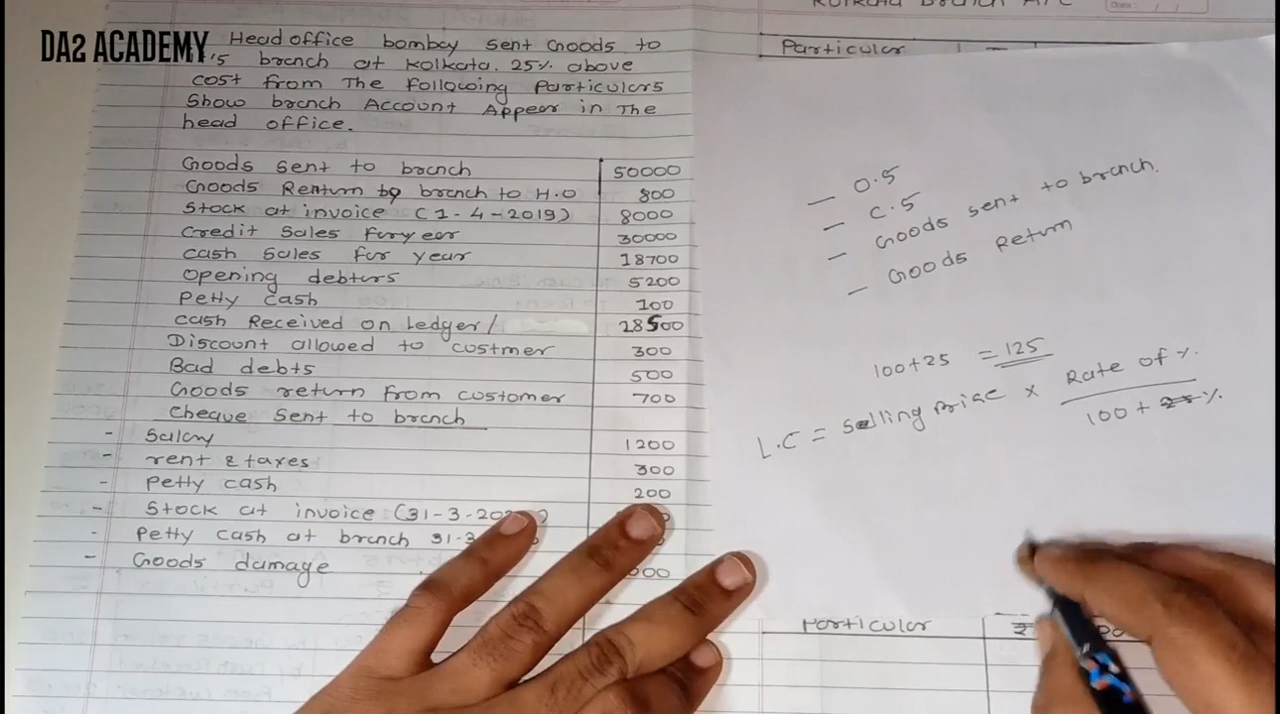 KOLKATA BRANCH A/C
Date: / /
DA2 ACADEMY
Head office bombay sent Goods to
's branch at Kolkata. 25% above
cost from The Following Particulars
Show branch Account Appear in The
head office.
Particular
Goods sent to branch 50000
Goods Renturn by branch to H.O 800
Stock at invoice (1-4-2019) 8000
Credit Sales for year 30000
Cash Sales for year 18700
Opening debtors 5200
Petty cash 100
Cash Received on Ledger/ 28500
Discount allowed to custmer 300
Bad debts 500
Goods return from customer 700
Cheque Sent to branch
- Salary 1200
- rent & taxes 300
- Petty cash 200
- Stock at invoice (31-3-20
- Petty cash at branch 31-3
- Goods damage
— O.S
— C.S
— Goods sent to branch.
— Goods Return
100+25 = 125
L.C = Selling Price × Rate of %
100 + 25 %
Particular ₹